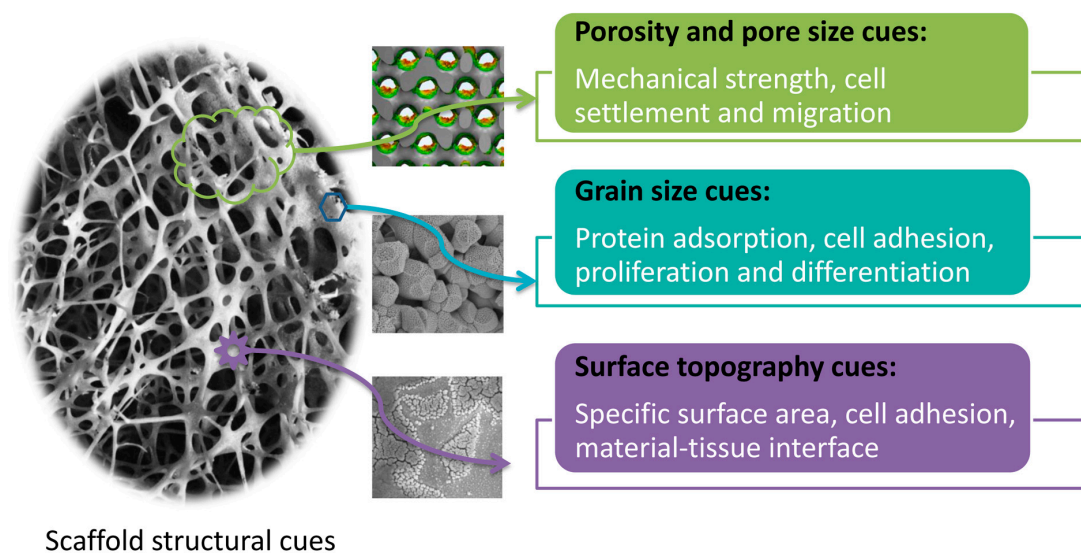 Porosity and pore size cues:
Mechanical strength, cell
settlement and migration
Grain size cues:
Protein adsorption, cell adhesion,
proliferation and differentiation
Surface topography cues:
Specific surface area, cell adhesion,
material-tissue interface
Scaffold structural cues